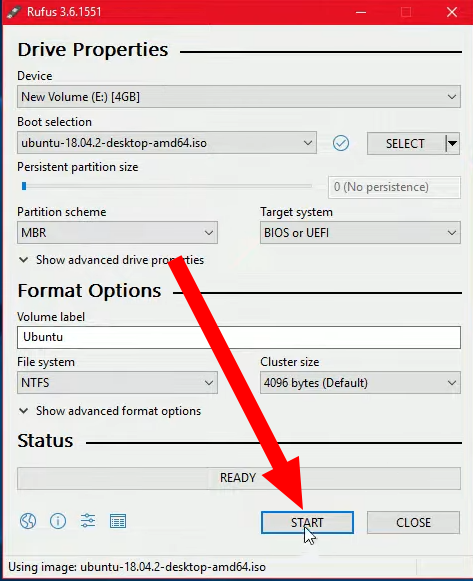 Rufus 3.6.1551
Drive Properties
Device
New Volume (E:) [4GB]
Boot selection
ubuntu-18.04.2-desktop-amd64.iso
SELECT
Persistent partition size
0 (No persistence)
Partition scheme
Target system
MBR
BIOS or UEFI
Show advanced drive properties
Format Options
Volume label
Ubuntu
File system
Cluster size
NTFS
4096 bytes (Default)
Show advanced format options
Status
READY
START
CLOSE
Using image: ubuntu-18.04.2-desktop-amd64.iso